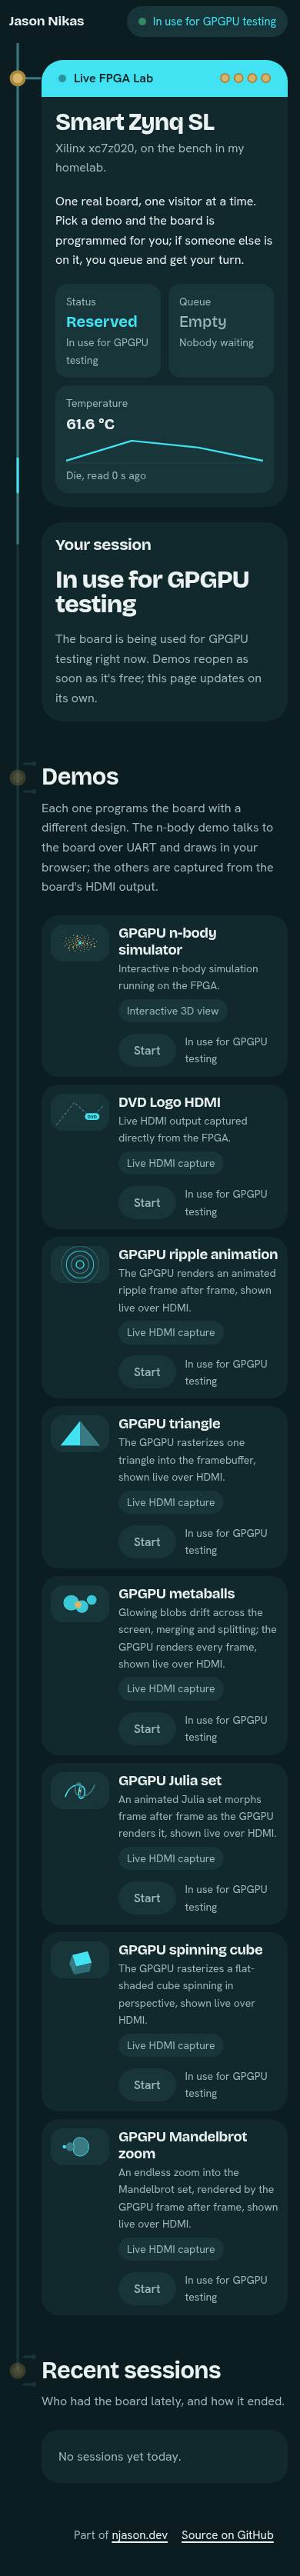 Jason Nikas
In use for GPGPU testing
Live FPGA Lab
Smart Zynq SL
Xilinx xc7z020, on the bench in my
homelab.
One real board, one visitor at a time.
Pick a demo and the board is
programmed for you; if someone else is
on it, you queue and get your turn.
Status
Reserved
In use for GPGPU
testing
Queue
Empty
Nobody waiting
Temperature
61.6 °C
Die, read 0 s ago
Your session
In use for GPGPU
testing
The board is being used for GPGPU
testing right now. Demos reopen as
soon as it's free; this page updates on
its own.
Demos
Each one programs the board with a
different design. The n-body demo talks to
the board over UART and draws in your
browser; the others are captured from the
board's HDMI output.
GPGPU n-body
simulator
Interactive n-body simulation
running on the FPGA.
Interactive 3D view
Start
In use for GPGPU
testing
DVD
DVD Logo HDMI
Live HDMI output captured
directly from the FPGA.
Live HDMI capture
Start
In use for GPGPU
testing
GPGPU ripple animation
The GPGPU renders an animated
ripple frame after frame, shown
live over HDMI.
Live HDMI capture
Start
In use for GPGPU
testing
GPGPU triangle
The GPGPU rasterizes one
triangle into the framebuffer,
shown live over HDMI.
Live HDMI capture
Start
In use for GPGPU
testing
GPGPU metaballs
Glowing blobs drift across the
screen, merging and splitting; the
GPGPU renders every frame,
shown live over HDMI.
Live HDMI capture
Start
In use for GPGPU
testing
GPGPU Julia set
An animated Julia set morphs
frame after frame as the GPGPU
renders it, shown live over HDMI.
Live HDMI capture
Start
In use for GPGPU
testing
GPGPU spinning cube
The GPGPU rasterizes a flat-
shaded cube spinning in
perspective, shown live over
HDMI.
Live HDMI capture
Start
In use for GPGPU
testing
GPGPU Mandelbrot
zoom
An endless zoom into the
Mandelbrot set, rendered by the
GPGPU frame after frame, shown
live over HDMI.
Live HDMI capture
Start
In use for GPGPU
testing
Recent sessions
Who had the board lately, and how it ended.
No sessions yet today.
Part of njason.dev
Source on GitHub